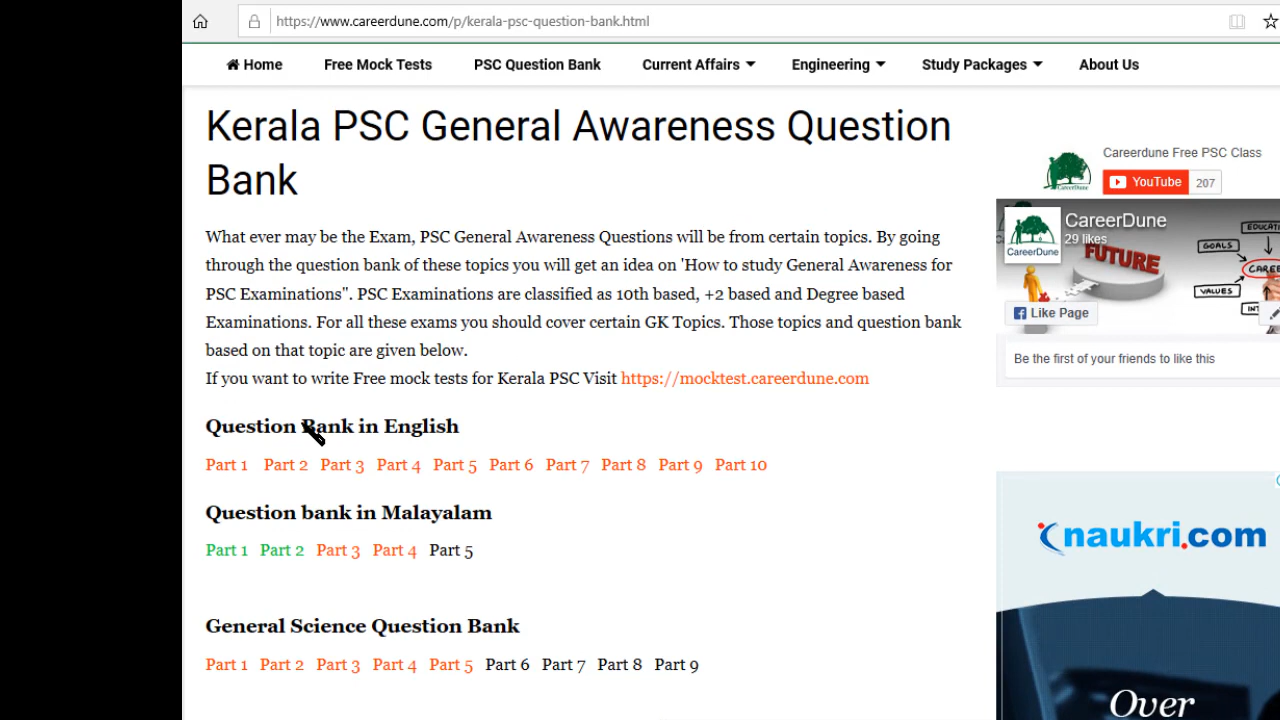 https://www.careerdune.com/p/kerala-psc-question-bank.html
Home Free Mock Tests PSC Question Bank Current Affairs Engineering Study Packages About Us
Kerala PSC General Awareness Question
Bank
What ever may be the Exam, PSC General Awareness Questions will be from certain topics. By going
through the question bank of these topics you will get an idea on 'How to study General Awareness for
PSC Examinations". PSC Examinations are classified as 10th based, +2 based and Degree based
Examinations. For all these exams you should cover certain GK Topics. Those topics and question bank
based on that topic are given below.
If you want to write Free mock tests for Kerala PSC Visit https://mocktest.careerdune.com
Question Bank in English
Part 1 Part 2 Part 3 Part 4 Part 5 Part 6 Part 7 Part 8 Part 9 Part 10
Question bank in Malayalam
Part 1 Part 2 Part 3 Part 4 Part 5
General Science Question Bank
Part 1 Part 2 Part 3 Part 4 Part 5 Part 6 Part 7 Part 8 Part 9
Careerdune Free PSC Class
CareerDune
YouTube 207
CareerDune
29 likes
CareerDune
FUTURE
GOALS
VALUES
Like Page
Be the first of your friends to like this
naukri.com
Over